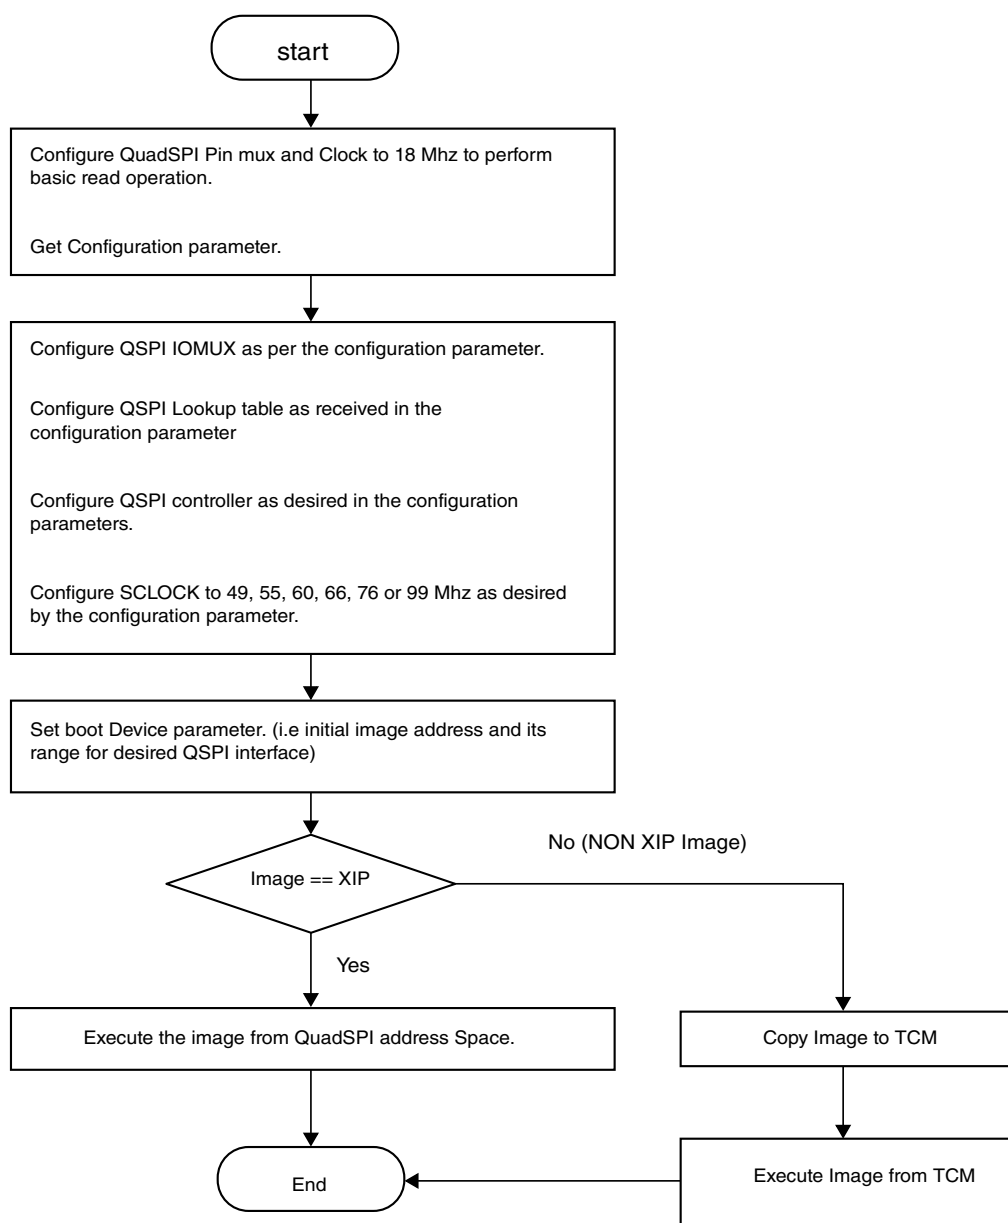 start
Configure QuadSPI Pin mux and Clock to 18 Mhz to perform
basic read operation.
Get Configuration parameter.
Configure QSPI IOMUX as per the configuration parameter.
Configure QSPI Lookup table as received in the
configuration parameter
Configure QSPI controller as desired in the configuration
parameters.
Configure SCLOCK to 49, 55, 60, 66, 76 or 99 Mhz as desired
by the configuration parameter.
Set boot Device parameter. (i.e initial image address and its
range for desired QSPI interface)
Image == XIP
No (NON XIP Image)
Yes
Execute the image from QuadSPI address Space.
Copy Image to TCM
Execute Image from TCM
End